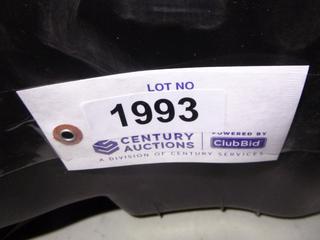 LOT NO
1993
CENTURY AUCTIONS
POWERED BY
ClubBid
A DIVISION OF CENTURY SERVICES